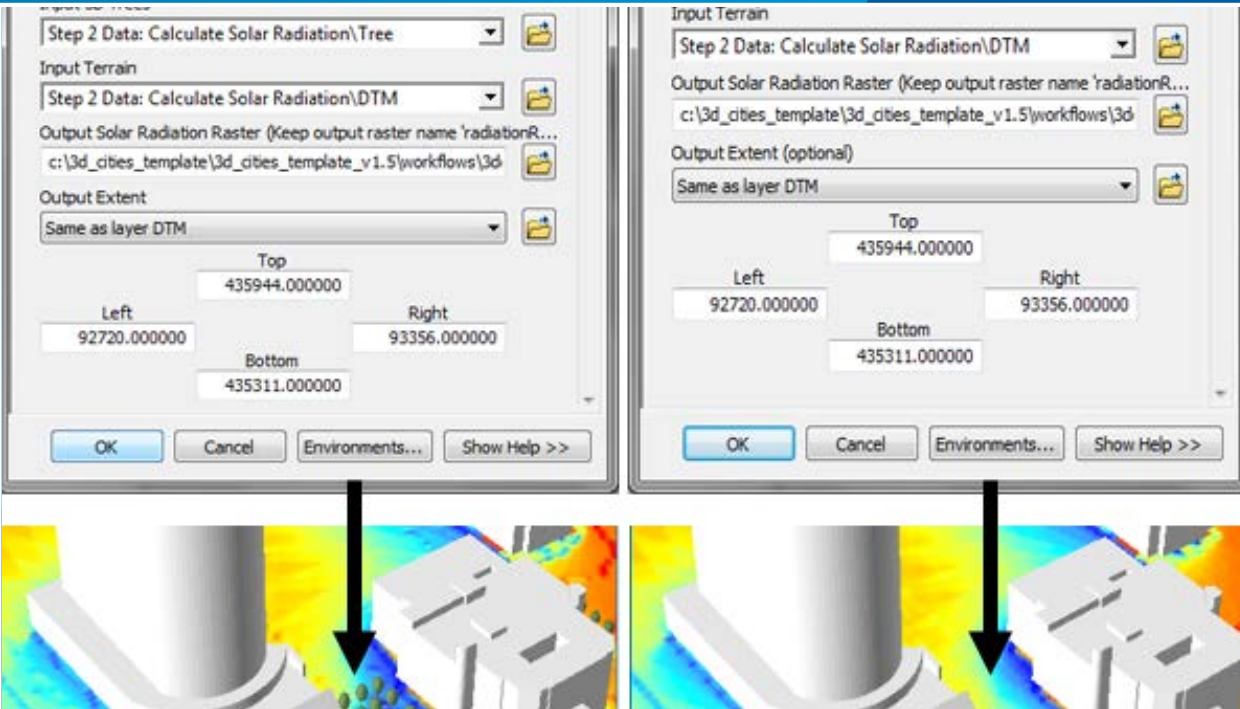 Input 3D Trees
Step 2 Data: Calculate Solar Radiation\Tree
Input Terrain
Step 2 Data: Calculate Solar Radiation\DTM
Output Solar Radiation Raster (Keep output raster name 'radiationR...
c:\3d_cities_template\3d_cities_template_v1.5\workflows\3d
Output Extent
Same as layer DTM
Top
435944.000000
Left
Right
92720.000000
93356.000000
Bottom
435311.000000
OK
Cancel
Environments...
Show Help >>
Input Terrain
Step 2 Data: Calculate Solar Radiation\DTM
Output Solar Radiation Raster (Keep output raster name 'radiationR...
c:\3d_cities_template\3d_cities_template_v1.5\workflows\3d
Output Extent (optional)
Same as layer DTM
Top
435944.000000
Left
Right
92720.000000
93356.000000
Bottom
435311.000000
OK
Cancel
Environments...
Show Help >>